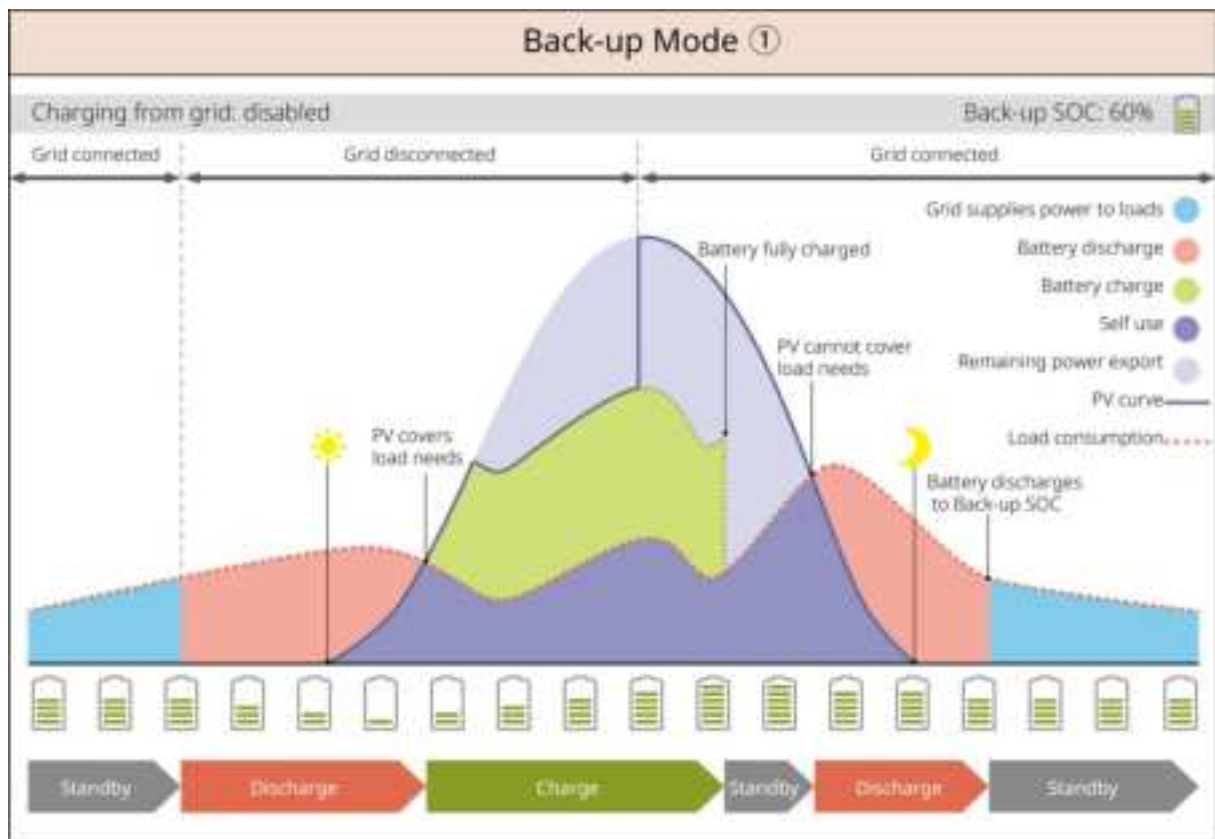 Back-up Mode ①
Charging from grid: disabled
Back-up SOC: 60%
Grid connected
Grid disconnected
Grid connected
Grid supplies power to loads
Battery fully charged
Battery discharge
Battery charge
Self use
PV cannot cover
load needs
Remaining power export
PV curve
PV covers
load needs
Load consumption
Battery discharges
to Back-up SOC
Standby
Discharge
Charge
Standby
Discharge
Standby